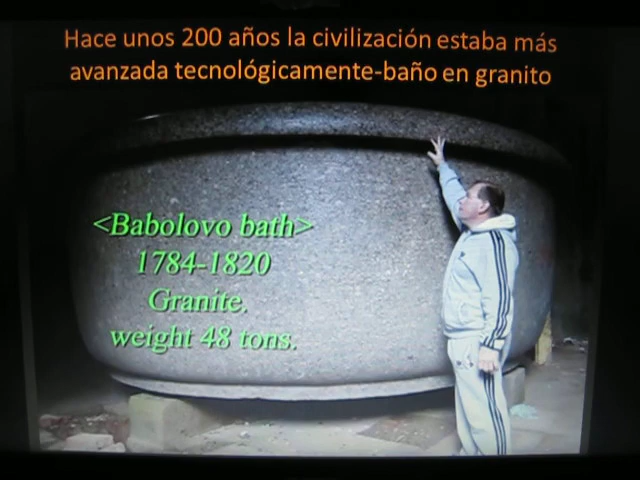 Hace unos 200 años la civilización estaba más
avanzada tecnológicamente-baño en granito
<Babolovo bath>
1784-1820
Granite.
weight 48 tons.